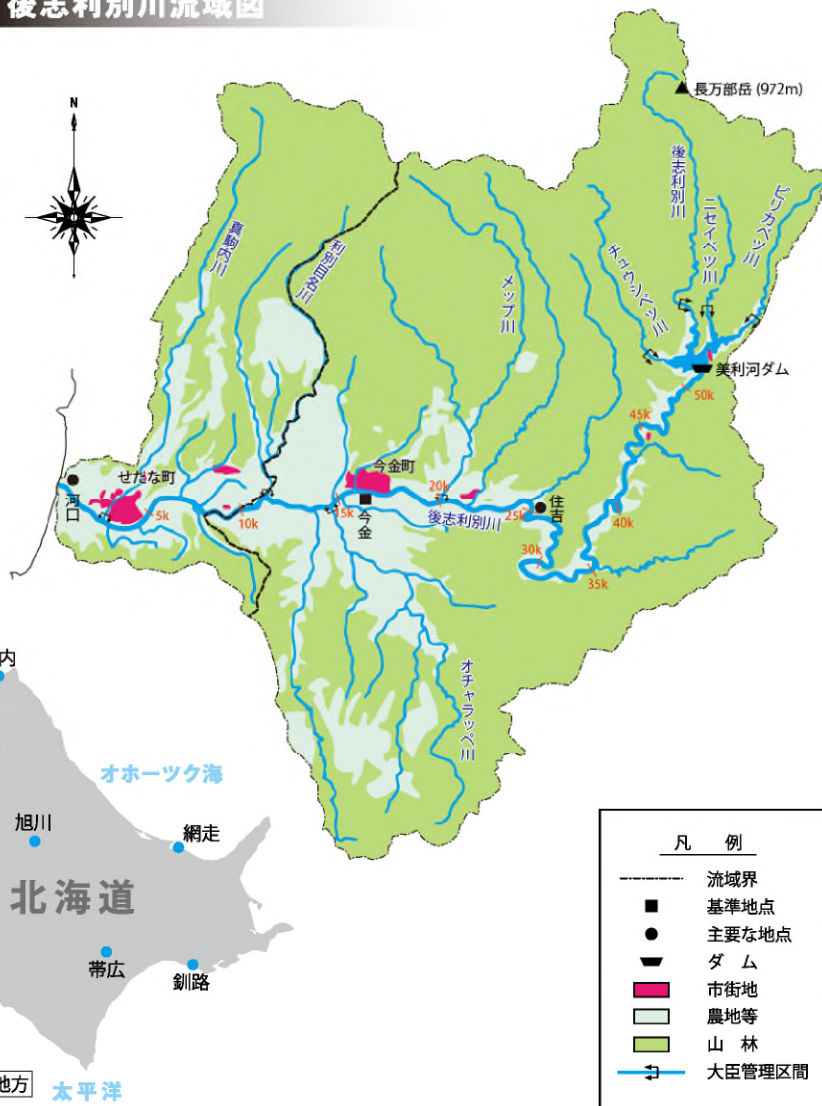 後志利別川流域図
N
長万部岳 (972m)
後志利別川
ニセイベツ川
ピリカベツ川
チュウシベツ川
真駒内川
利別目名川
メップ川
美利河ダム
50k
45k
40k
35k
30k
25k
住吉
20k
後志利別川
今金町
今金
15k
10k
せたな町
5k
河口
オチャラッペ川
内
オホーツク海
旭川
網走
北海道
帯広
釧路
地方
太平洋
凡 例
流域界
基準地点
主要な地点
ダ ム
市街地
農地等
山 林
大臣管理区間